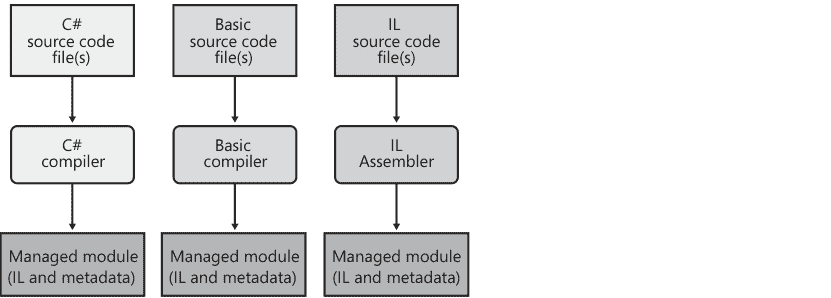 C#
source code
file(s)
Basic
source code
file(s)
IL
source code
file(s)
C#
compiler
Basic
compiler
IL
Assembler
Managed module
(IL and metadata)
Managed module
(IL and metadata)
Managed module
(IL and metadata)